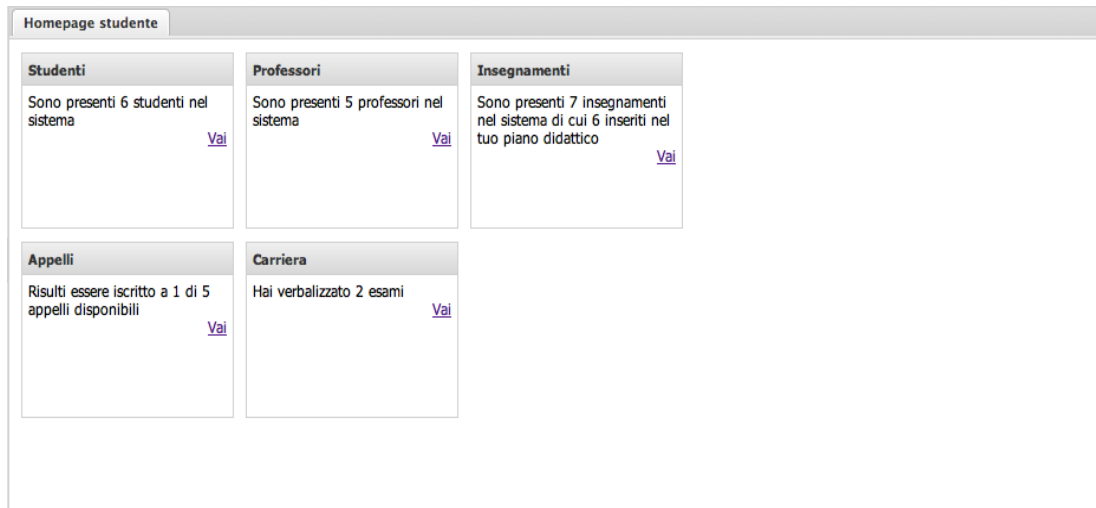 Homepage studente
Studenti
Sono presenti 6 studenti nel
sistema
Vai
Professori
Sono presenti 5 professori nel
sistema
Vai
Insegnamenti
Sono presenti 7 insegnamenti
nel sistema di cui 6 inseriti nel
tuo piano didattico
Vai
Appelli
Risulti essere iscritto a 1 di 5
appelli disponibili
Vai
Carriera
Hai verbalizzato 2 esami
Vai